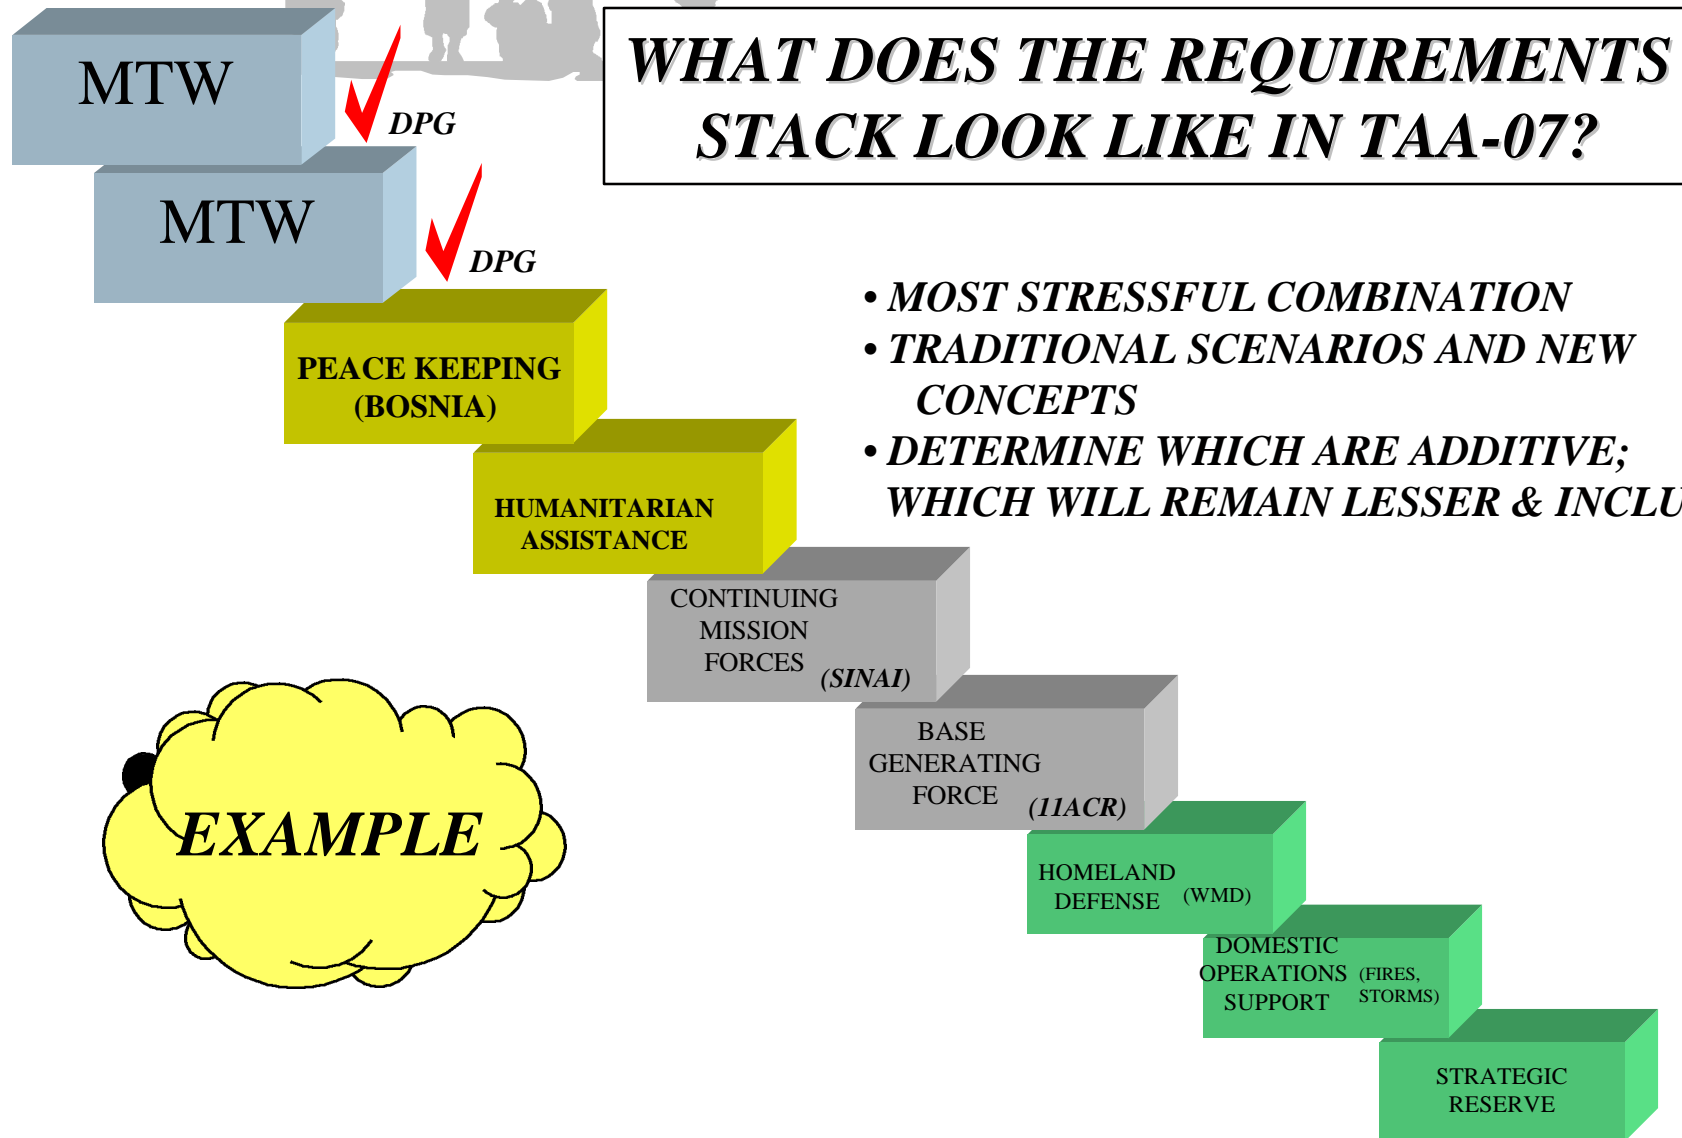 WHAT DOES THE REQUIREMENTS
STACK LOOK LIKE IN TAA-07?
MTW
DPG
MTW
DPG
• MOST STRESSFUL COMBINATION
• TRADITIONAL SCENARIOS AND NEW
CONCEPTS
• DETERMINE WHICH ARE ADDITIVE;
WHICH WILL REMAIN LESSER & INCLU
PEACE KEEPING
(BOSNIA)
HUMANITARIAN
ASSISTANCE
CONTINUING
MISSION
FORCES
(SINAI)
BASE
GENERATING
FORCE
(11ACR)
EXAMPLE
HOMELAND
DEFENSE (WMD)
DOMESTIC
OPERATIONS
SUPPORT
(FIRES,
STORMS)
STRATEGIC
RESERVE